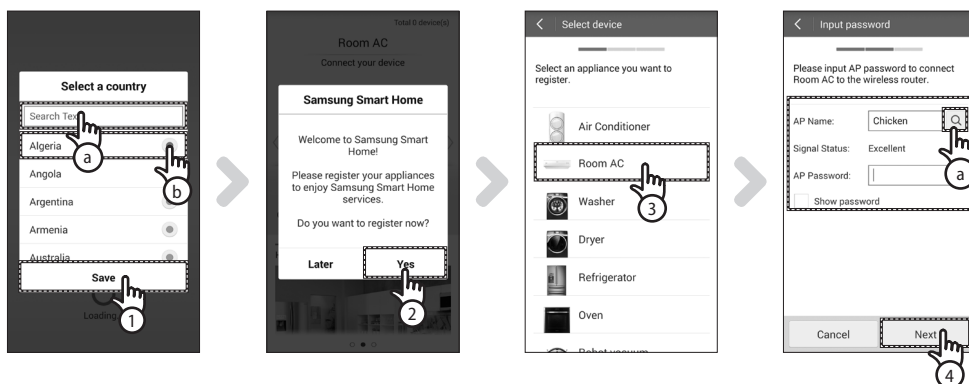 Select a country
Search Tex
a
Algeria
b
Angola
Argentina
Armenia
Australia
Save
1
Loading
Total 0 device(s)
Room AC
Connect your device
Samsung Smart Home
Welcome to Samsung Smart
Home!
Please register your appliances
to enjoy Samsung Smart Home
services.
Do you want to register now?
Later
Yes
2
Select device
Select an appliance you want to
register.
Air Conditioner
Room AC
3
Washer
Dryer
Refrigerator
Oven
Robot vacuum
Input password
Please input AP password to connect
Room AC to the wireless router.
AP Name:
Chicken
a
Signal Status:
Excellent
AP Password:
Show password
Cancel
Next
4